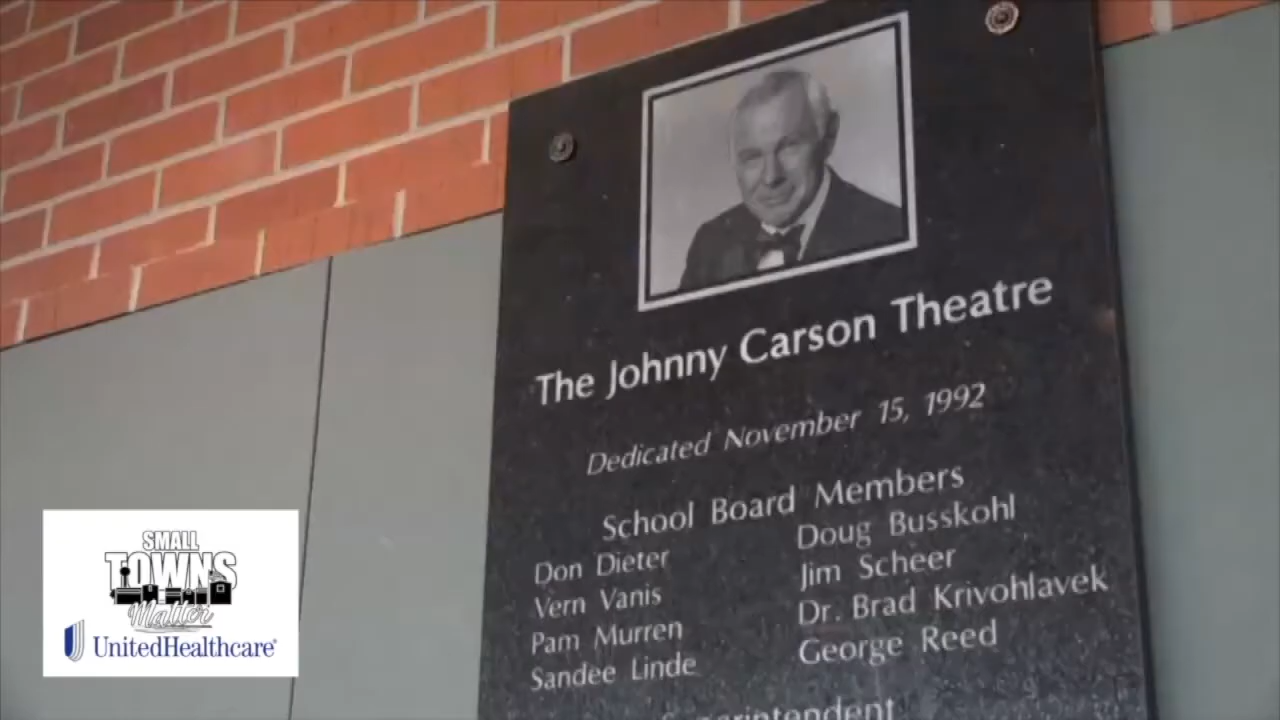 The Johnny Carson Theatre
Dedicated November 15, 1992
School Board Members
Don Dieter
Doug Busskohl
Vern Vanis
Jim Scheer
Pam Murren
Dr. Brad Krivohlavek
Sandee Linde
George Reed
Superintendent
SMALL
TOWNS
Matter
UnitedHealthcare®